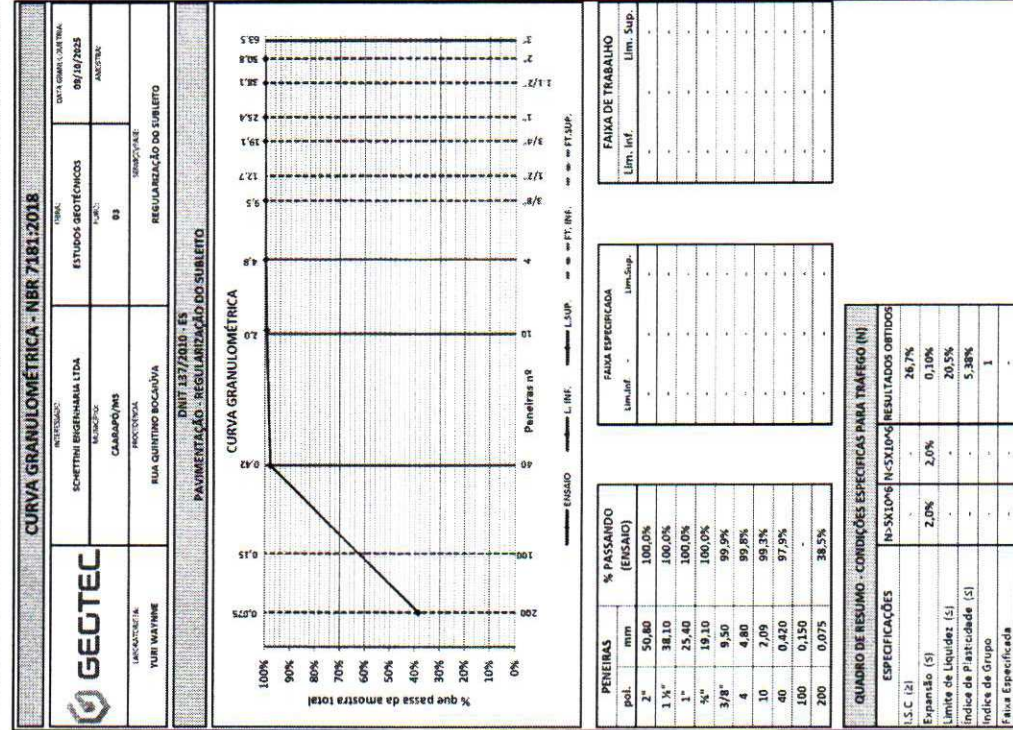 CURVA GRANULOMÉTRICA - NBR 7181:2018
GEOTEC
INTERESSADO:
SCHETTINI ENGENHARIA LTDA
ESTUDOS GEOTÉCNICOS
09/10/2025
MUNICÍPIO:
CAARAPÓ/MS
FURO:
03
AMOSTRA:
LABORATORISTA:
YURI WAYNNE
PROCEDÊNCIA:
RUA QUINTINO BOCAIÚVA
REGULARIZAÇÃO DO SUBLEITO
DNIT 137/2010 - ES
PAVIMENTAÇÃO - REGULARIZAÇÃO DO SUBLEITO
CURVA GRANULOMÉTRICA
0,075 0,15 0,42 2,0 4,8 9,5 12,7 19,1 25,4 38,1 50,8 63,5
% que passa da amostra total
100%
90%
80%
70%
60%
50%
40%
30%
20%
10%
0%
200 100 40 10 4 3/8" 1/2" 3/4" 1" 1.1/2" 2" 3"
Peneiras nº
ENSAIO L. INF. L.SUP. FT. INF. FT.SUP.
PENEIRAS % PASSANDO (ENSAIO)
pol. mm
2" 50,80 100,0%
1 ½" 38,10 100,0%
1" 25,40 100,0%
¾" 19,10 100,0%
3/8" 9,50 99,9%
4 4,80 99,8%
10 2,09 99,3%
40 0,420 97,9%
100 0,150 -
200 0,075 38,5%
FAIXA ESPECIFICADA
Lim.Inf. - Lim.Sup.
- - -
- - -
- - -
- - -
- - -
- - -
- - -
- - -
- - -
- - -
FAIXA DE TRABALHO
Lim. Inf. Lim. Sup.
- - -
- - -
- - -
- - -
- - -
- - -
- - -
- - -
- - -
- - -
QUADRO DE RESUMO - CONDIÇÕES ESPECIFICAS PARA TRÁFEGO (N)
ESPECIFICAÇÕES N>5X10^6 N<5X10^6 RESULTADOS OBTIDOS
I.S.C (≥) - - 26,7%
Expansão (≤) 2,0% 2,0% 0,10%
Limite de Liquidez (≤) - - 20,5%
Índice de Plasticidade (≤) - - 5,38%
Indice de Grupo - - 1
Faixa Especificada - - -